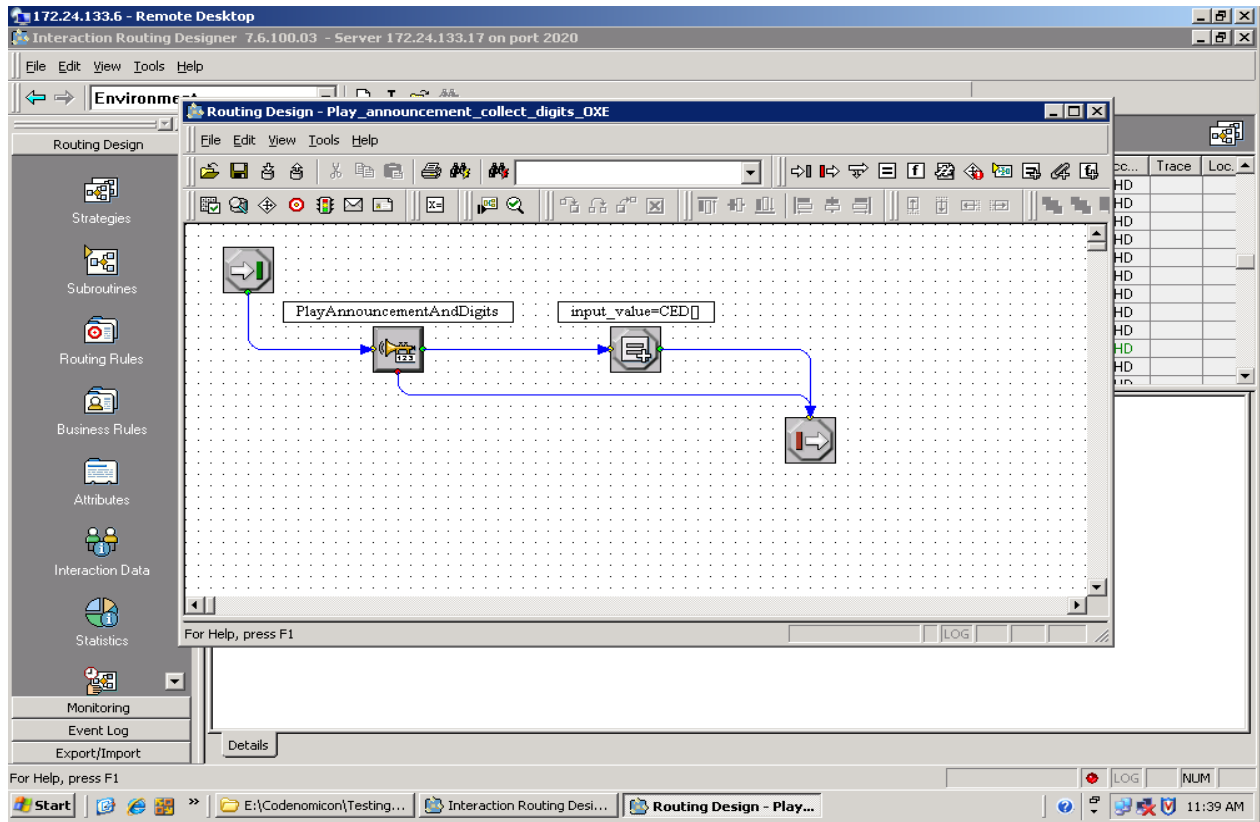 172.24.133.6 - Remote Desktop
Interaction Routing Designer 7.6.100.03 - Server 172.24.133.17 on port 2020
File Edit View Tools Help
Routing Design - Play_announcement_collect_digits_OXE
File Edit View Tools Help
Routing Design
Strategies
Subroutines
Routing Rules
Business Rules
Attributes
Interaction Data
Statistics
Monitoring
Event Log
Export/Import
Trace Loc.
HD
HD
HD
HD
HD
HD
HD
HD
HD
HD
HD
PlayAnnouncementAndDigits
input_value=CED[]
123
For Help, press F1
LOG
Details
For Help, press F1
LOG NUM
Start E:\Codenomicon\Testing... Interaction Routing Desi... Routing Design - Play... 11:39 AM